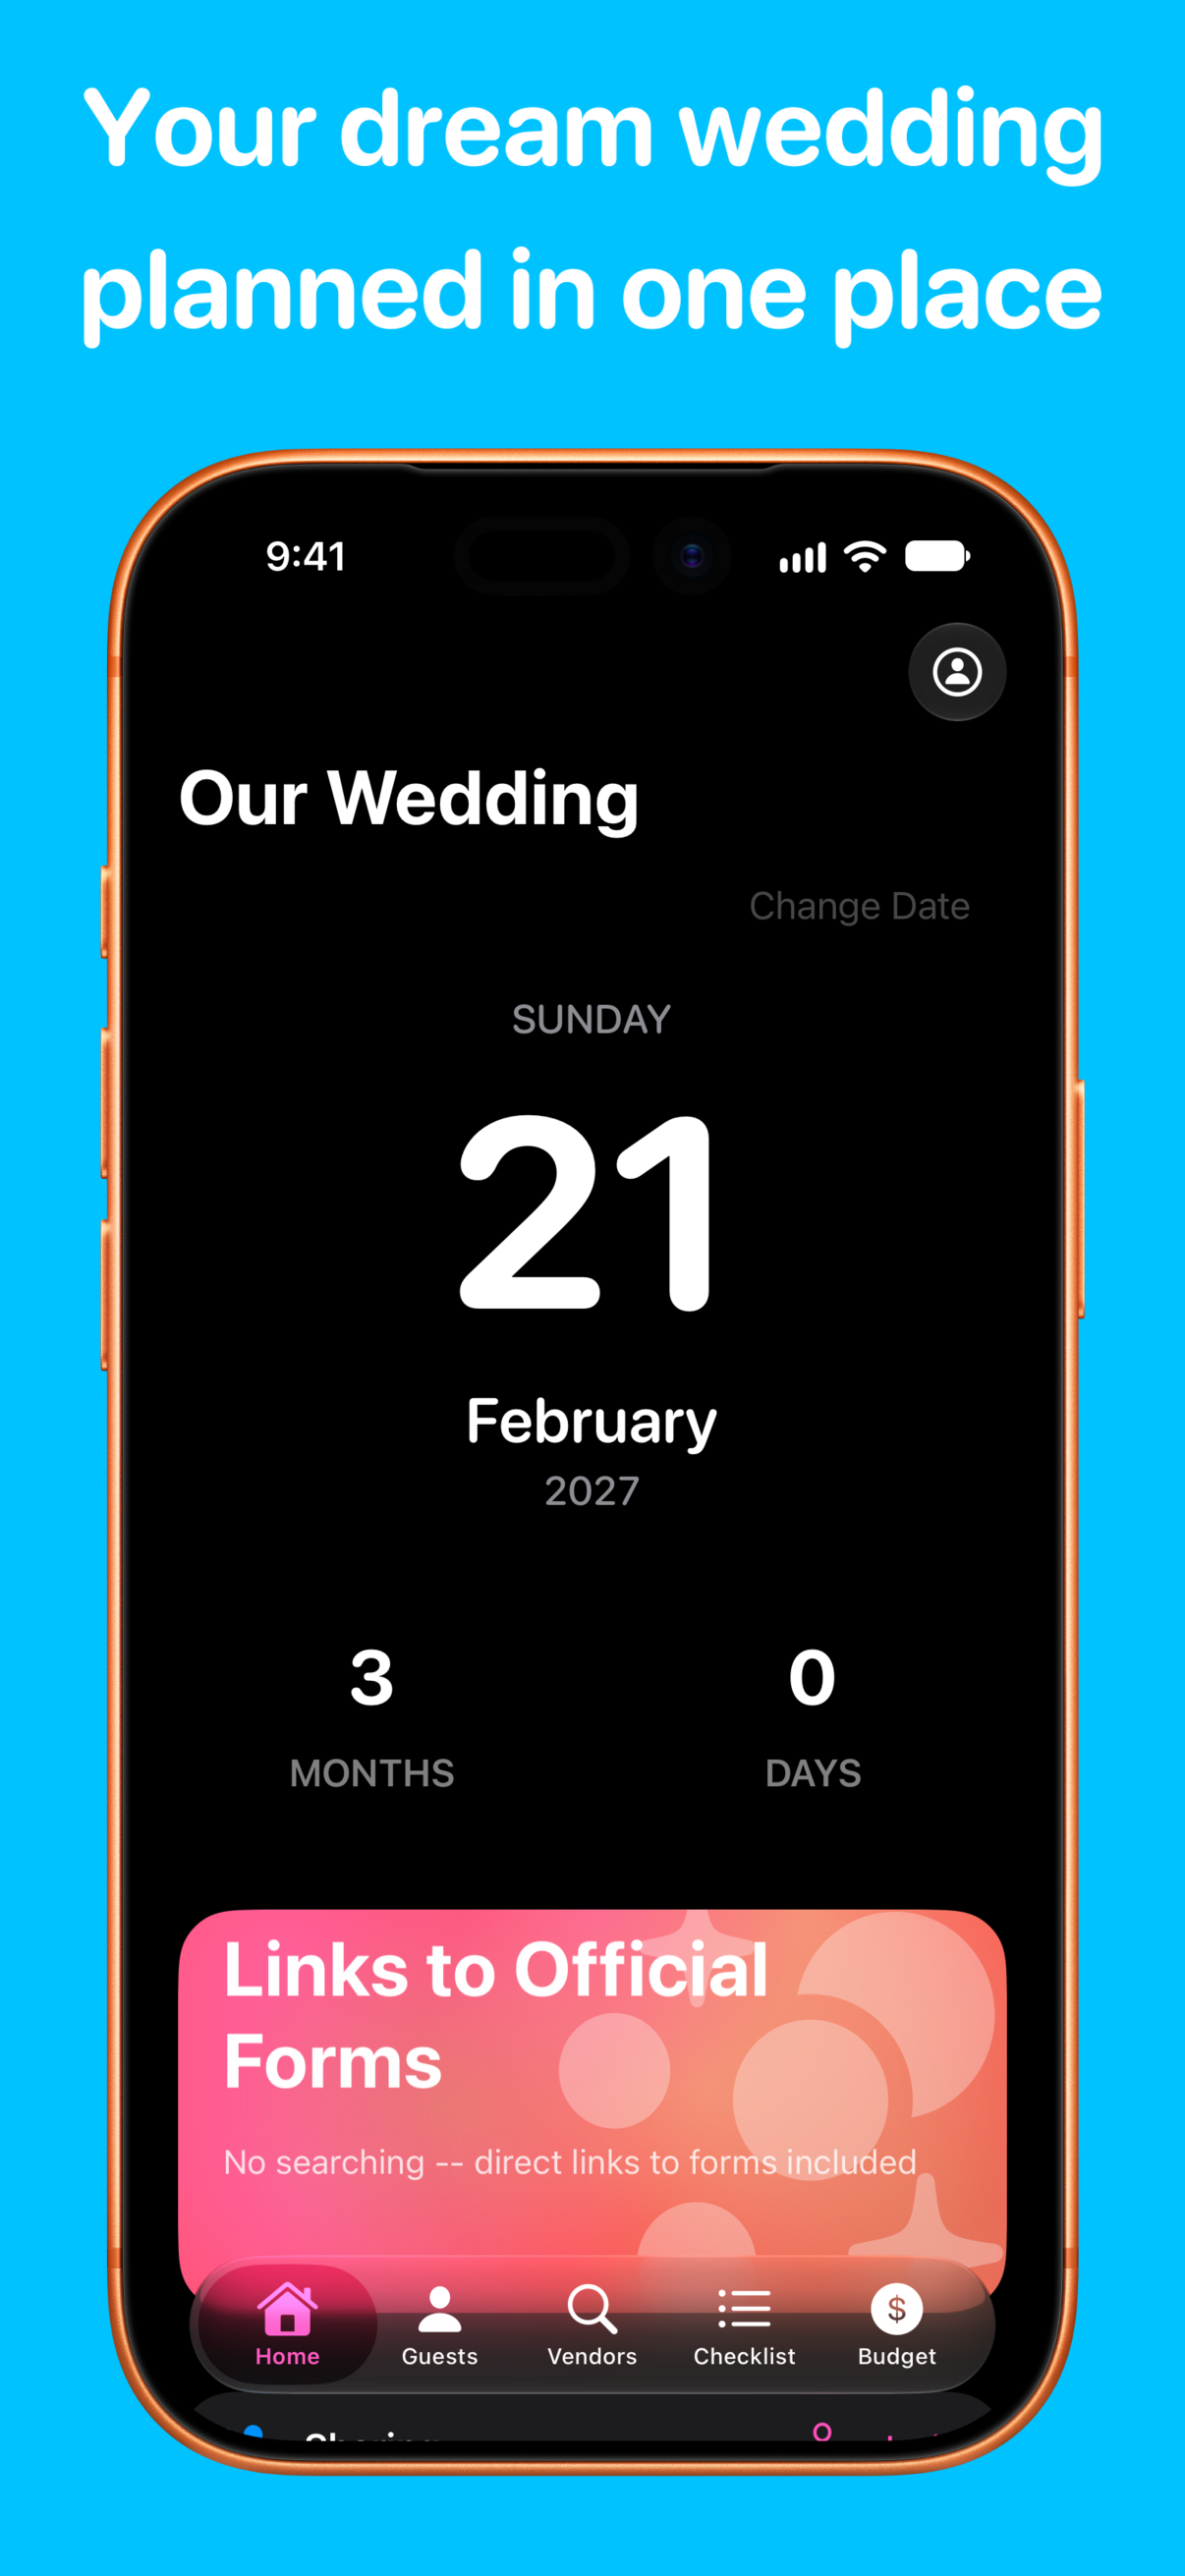 Your dream wedding
planned in one place
9:41
Our Wedding
Change Date
SUNDAY
21
February
2027
3
0
MONTHS
DAYS
Links to Official
Forms
No searching -- direct links to forms included
Home
Guests
Vendors
Checklist
Budget